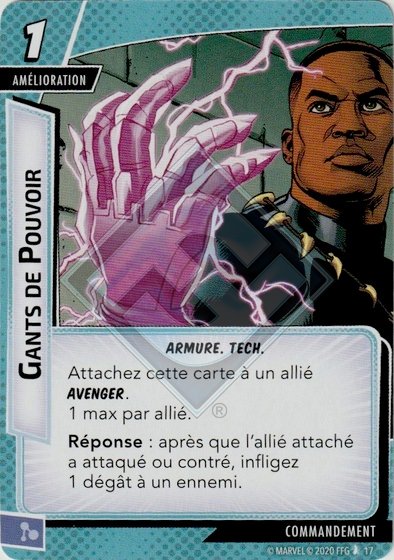 1
AMÉLIORATION
GANTS DE POUVOIR
ARMURE. TECH.
Attachez cette carte à un allié
AVENGER.
1 max par allié.
Réponse : après que l'allié attaché
a attaqué ou contré, infligez
1 dégât à un ennemi.
COMMANDEMENT
© MARVEL © 2020 FFG 17